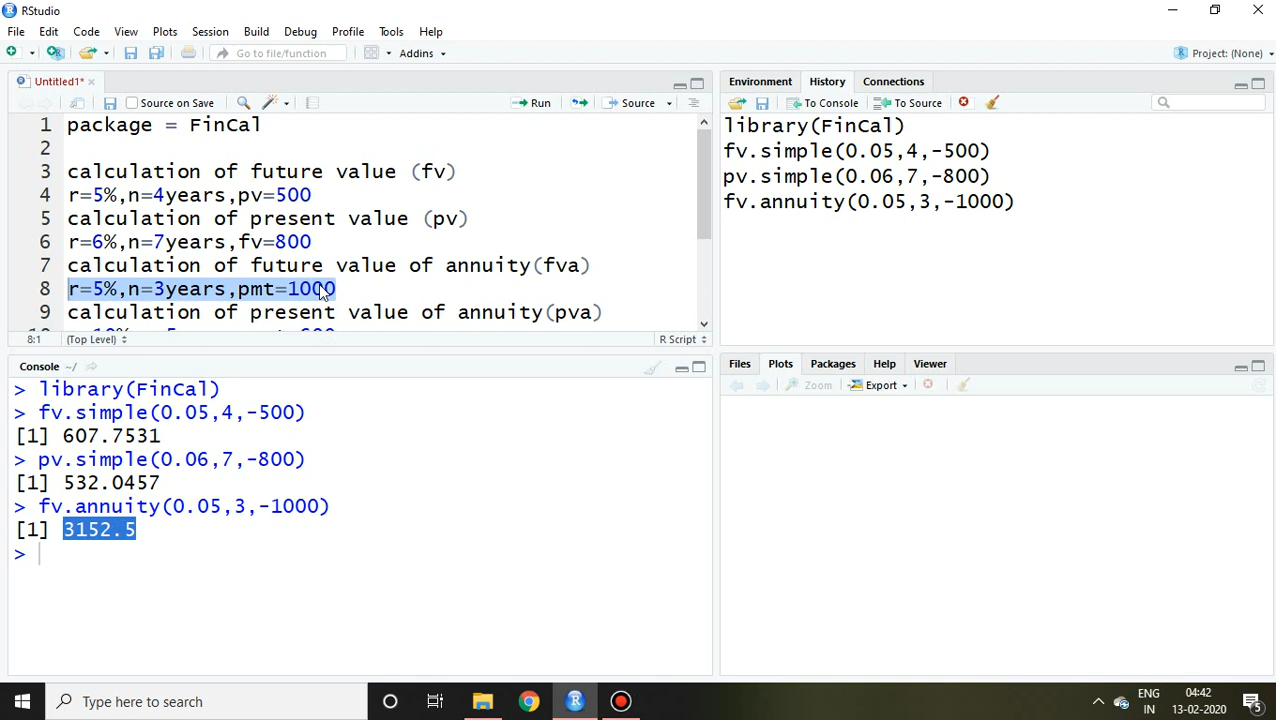 RStudio
File Edit Code View Plots Session Build Debug Profile Tools Help
Go to file/function Addins Project: (None)
Untitled1*
Source on Save Run Source
1 package = FinCal
2
3 calculation of future value (fv)
4 r=5%,n=4years,pv=500
5 calculation of present value (pv)
6 r=6%,n=7years,fv=800
7 calculation of future value of annuity(fva)
8 r=5%,n=3years,pmt=1000
9 calculation of present value of annuity(pva)
8:1 (Top Level) R Script
Console ~/
> library(FinCal)
> fv.simple(0.05,4,-500)
[1] 607.7531
> pv.simple(0.06,7,-800)
[1] 532.0457
> fv.annuity(0.05,3,-1000)
[1] 3152.5
>
Environment History Connections
To Console To Source
library(FinCal)
fv.simple(0.05,4,-500)
pv.simple(0.06,7,-800)
fv.annuity(0.05,3,-1000)
Files Plots Packages Help Viewer
Zoom Export
Type here to search
ENG
IN
04:42
13-02-2020
5